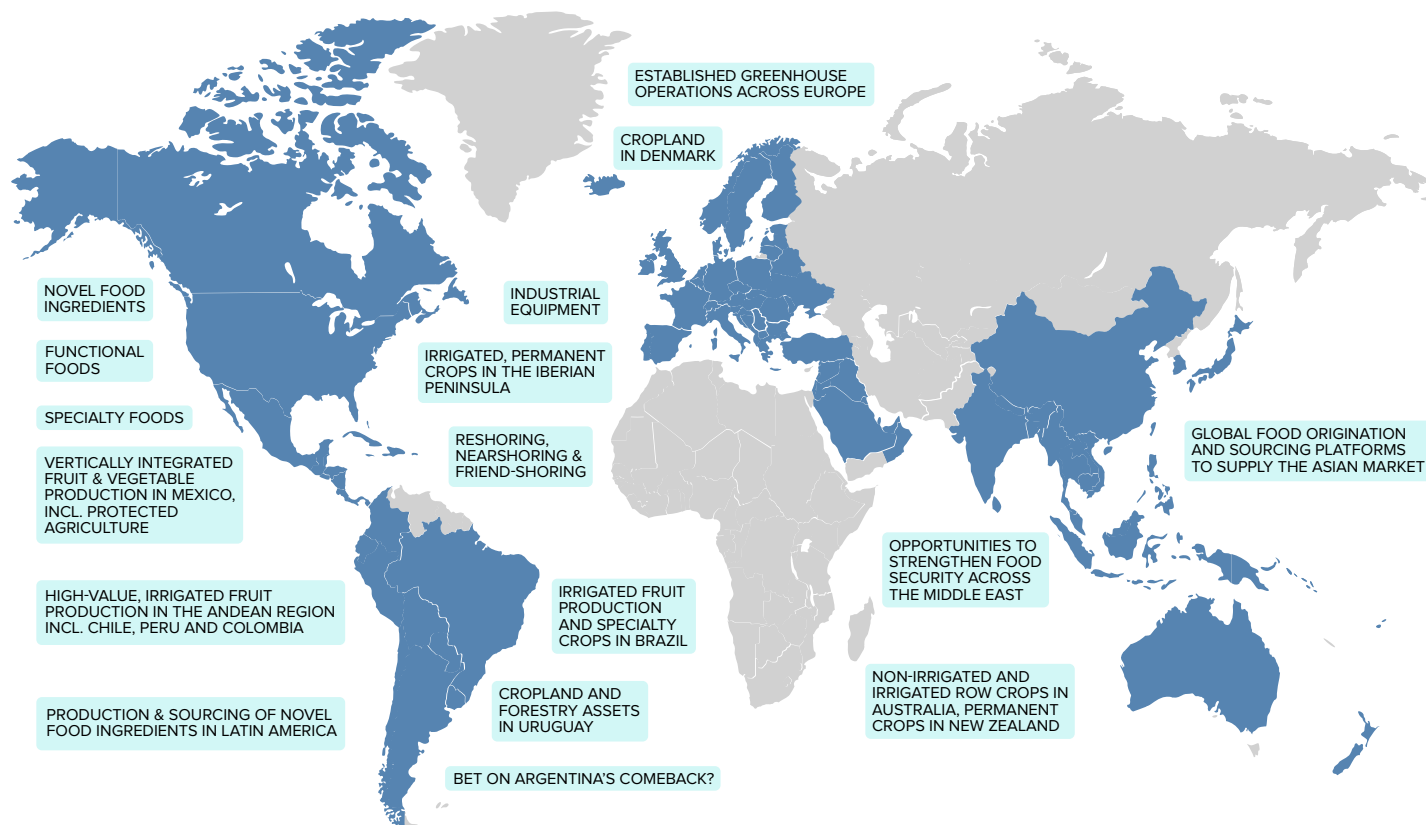 ESTABLISHED GREENHOUSE
OPERATIONS ACROSS EUROPE
CROPLAND
IN DENMARK
NOVEL FOOD
INGREDIENTS
INDUSTRIAL
EQUIPMENT
FUNCTIONAL
FOODS
IRRIGATED, PERMANENT
CROPS IN THE IBERIAN
PENINSULA
SPECIALTY FOODS
RESHORING,
NEARSHORING &
FRIEND-SHORING
GLOBAL FOOD ORIGINATION
AND SOURCING PLATFORMS
TO SUPPLY THE ASIAN MARKET
VERTICALLY INTEGRATED
FRUIT & VEGETABLE
PRODUCTION IN MEXICO,
INCL. PROTECTED
AGRICULTURE
OPPORTUNITIES TO
STRENGTHEN FOOD
SECURITY ACROSS
THE MIDDLE EAST
HIGH-VALUE, IRRIGATED FRUIT
PRODUCTION IN THE ANDEAN REGION
INCL. CHILE, PERU AND COLOMBIA
IRRIGATED FRUIT
PRODUCTION
AND SPECIALTY
CROPS IN BRAZIL
NON-IRRIGATED AND
IRRIGATED ROW CROPS IN
AUSTRALIA, PERMANENT
CROPS IN NEW ZEALAND
CROPLAND AND
FORESTRY ASSETS
IN URUGUAY
PRODUCTION & SOURCING OF NOVEL
FOOD INGREDIENTS IN LATIN AMERICA
BET ON ARGENTINA'S COMEBACK?